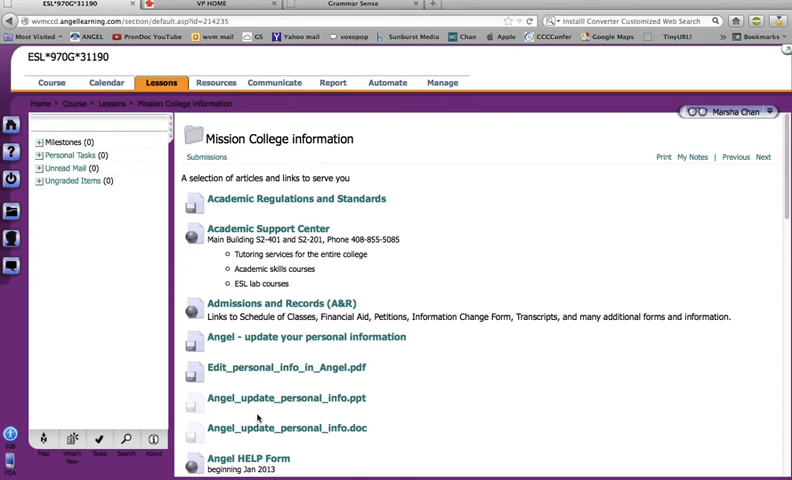 ESL*970G*31190
VP HOME
Grammar Sense
wvmccd.angellearning.com/section/default.asp?id=214235
Installl Converter Customized Web Search
Most Visited
ANGEL
PronDoc YouTube
wvm mail
GS
Yahoo mail
voxopop
Sunburst Media
MC Chan
Apple
CCCConfer
Google Maps
TinyURL!
Bookmarks
ESL*970G*31190
Course
Calendar
Lessons
Resources
Communicate
Report
Automate
Manage
Home > Course > Lessons > Mission College information
Marsha Chan
Milestones (0)
Personal Tasks (0)
Unread Mail (0)
Ungraded Items (0)
Mission College information
Submissions
Print My Notes | Previous Next
A selection of articles and links to serve you
Academic Regulations and Standards
Academic Support Center
Main Building S2-401 and S2-201, Phone 408-855-5085
Tutoring services for the entire college
Academic skills courses
ESL lab courses
Admissions and Records (A&R)
Links to Schedule of Classes, Financial Aid, Petitions, Information Change Form, Transcripts, and many additional forms and information.
Angel - update your personal information
Edit_personal_info_in_Angel.pdf
Angel_update_personal_info.ppt
Angel_update_personal_info.doc
Angel HELP Form
beginning Jan 2013
Map
What's New
Tasks
Search
About
508
PDA